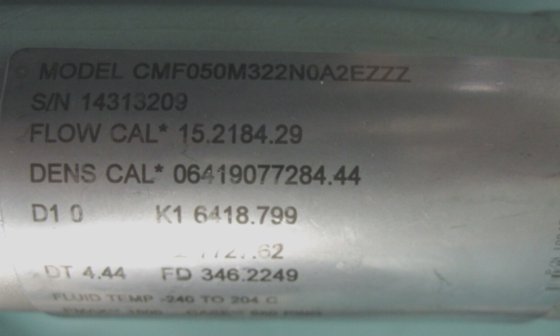 MODEL CMF050M322N0A2EZZZ
S/N 14313209
FLOW CAL* 15.2184.29
DENS CAL* 06419077284.44
D1 0 K1 6418.799
DT 4.44 FD 346.2249
FLUID TEMP -240 TO 204 C